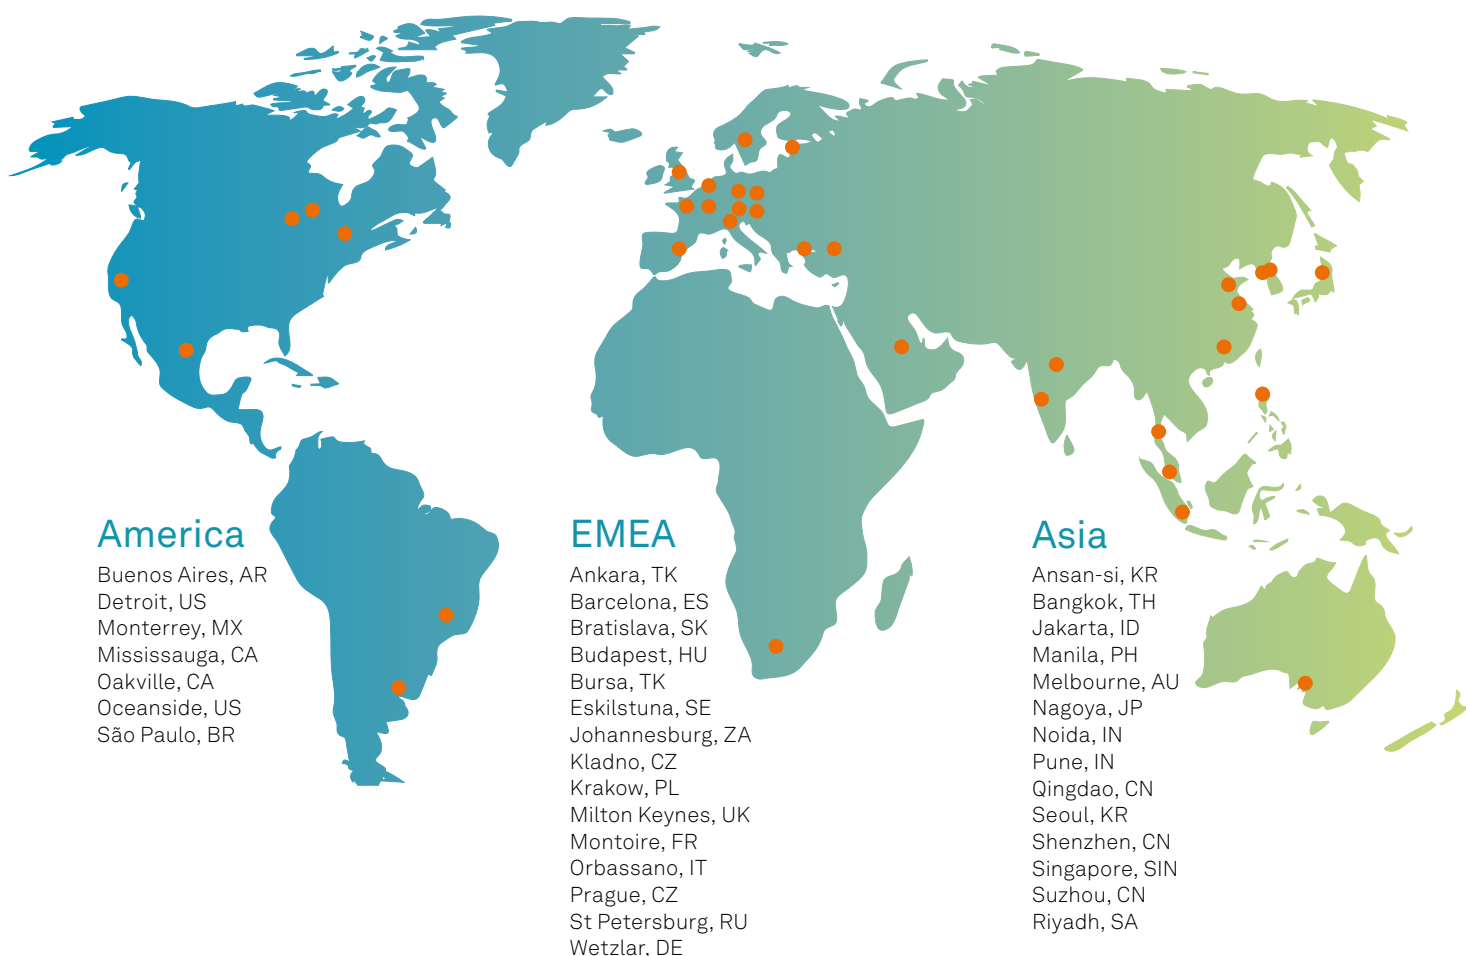 America
Buenos Aires, AR
Detroit, US
Monterrey, MX
Mississauga, CA
Oakville, CA
Oceanside, US
São Paulo, BR
EMEA
Ankara, TK
Barcelona, ES
Bratislava, SK
Budapest, HU
Bursa, TK
Eskilstuna, SE
Johannesburg, ZA
Kladno, CZ
Krakow, PL
Milton Keynes, UK
Montoire, FR
Orbassano, IT
Prague, CZ
St Petersburg, RU
Wetzlar, DE
Asia
Ansan-si, KR
Bangkok, TH
Jakarta, ID
Manila, PH
Melbourne, AU
Nagoya, JP
Noida, IN
Pune, IN
Qingdao, CN
Seoul, KR
Shenzhen, CN
Singapore, SIN
Suzhou, CN
Riyadh, SA